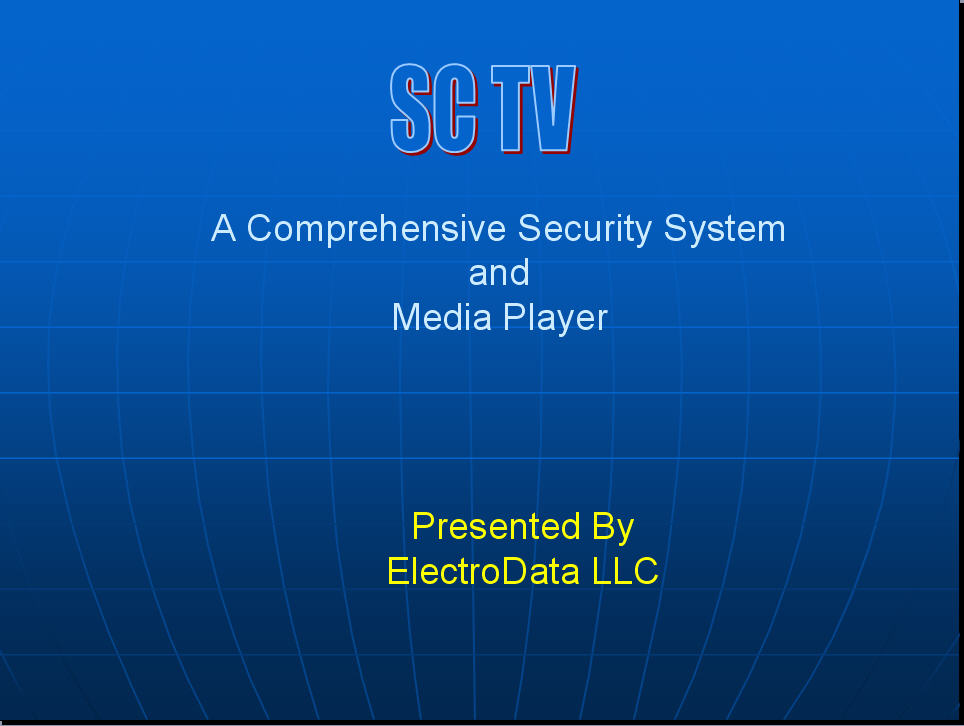 SC TV
A Comprehensive Security System
and
Media Player
Presented By
ElectroData LLC